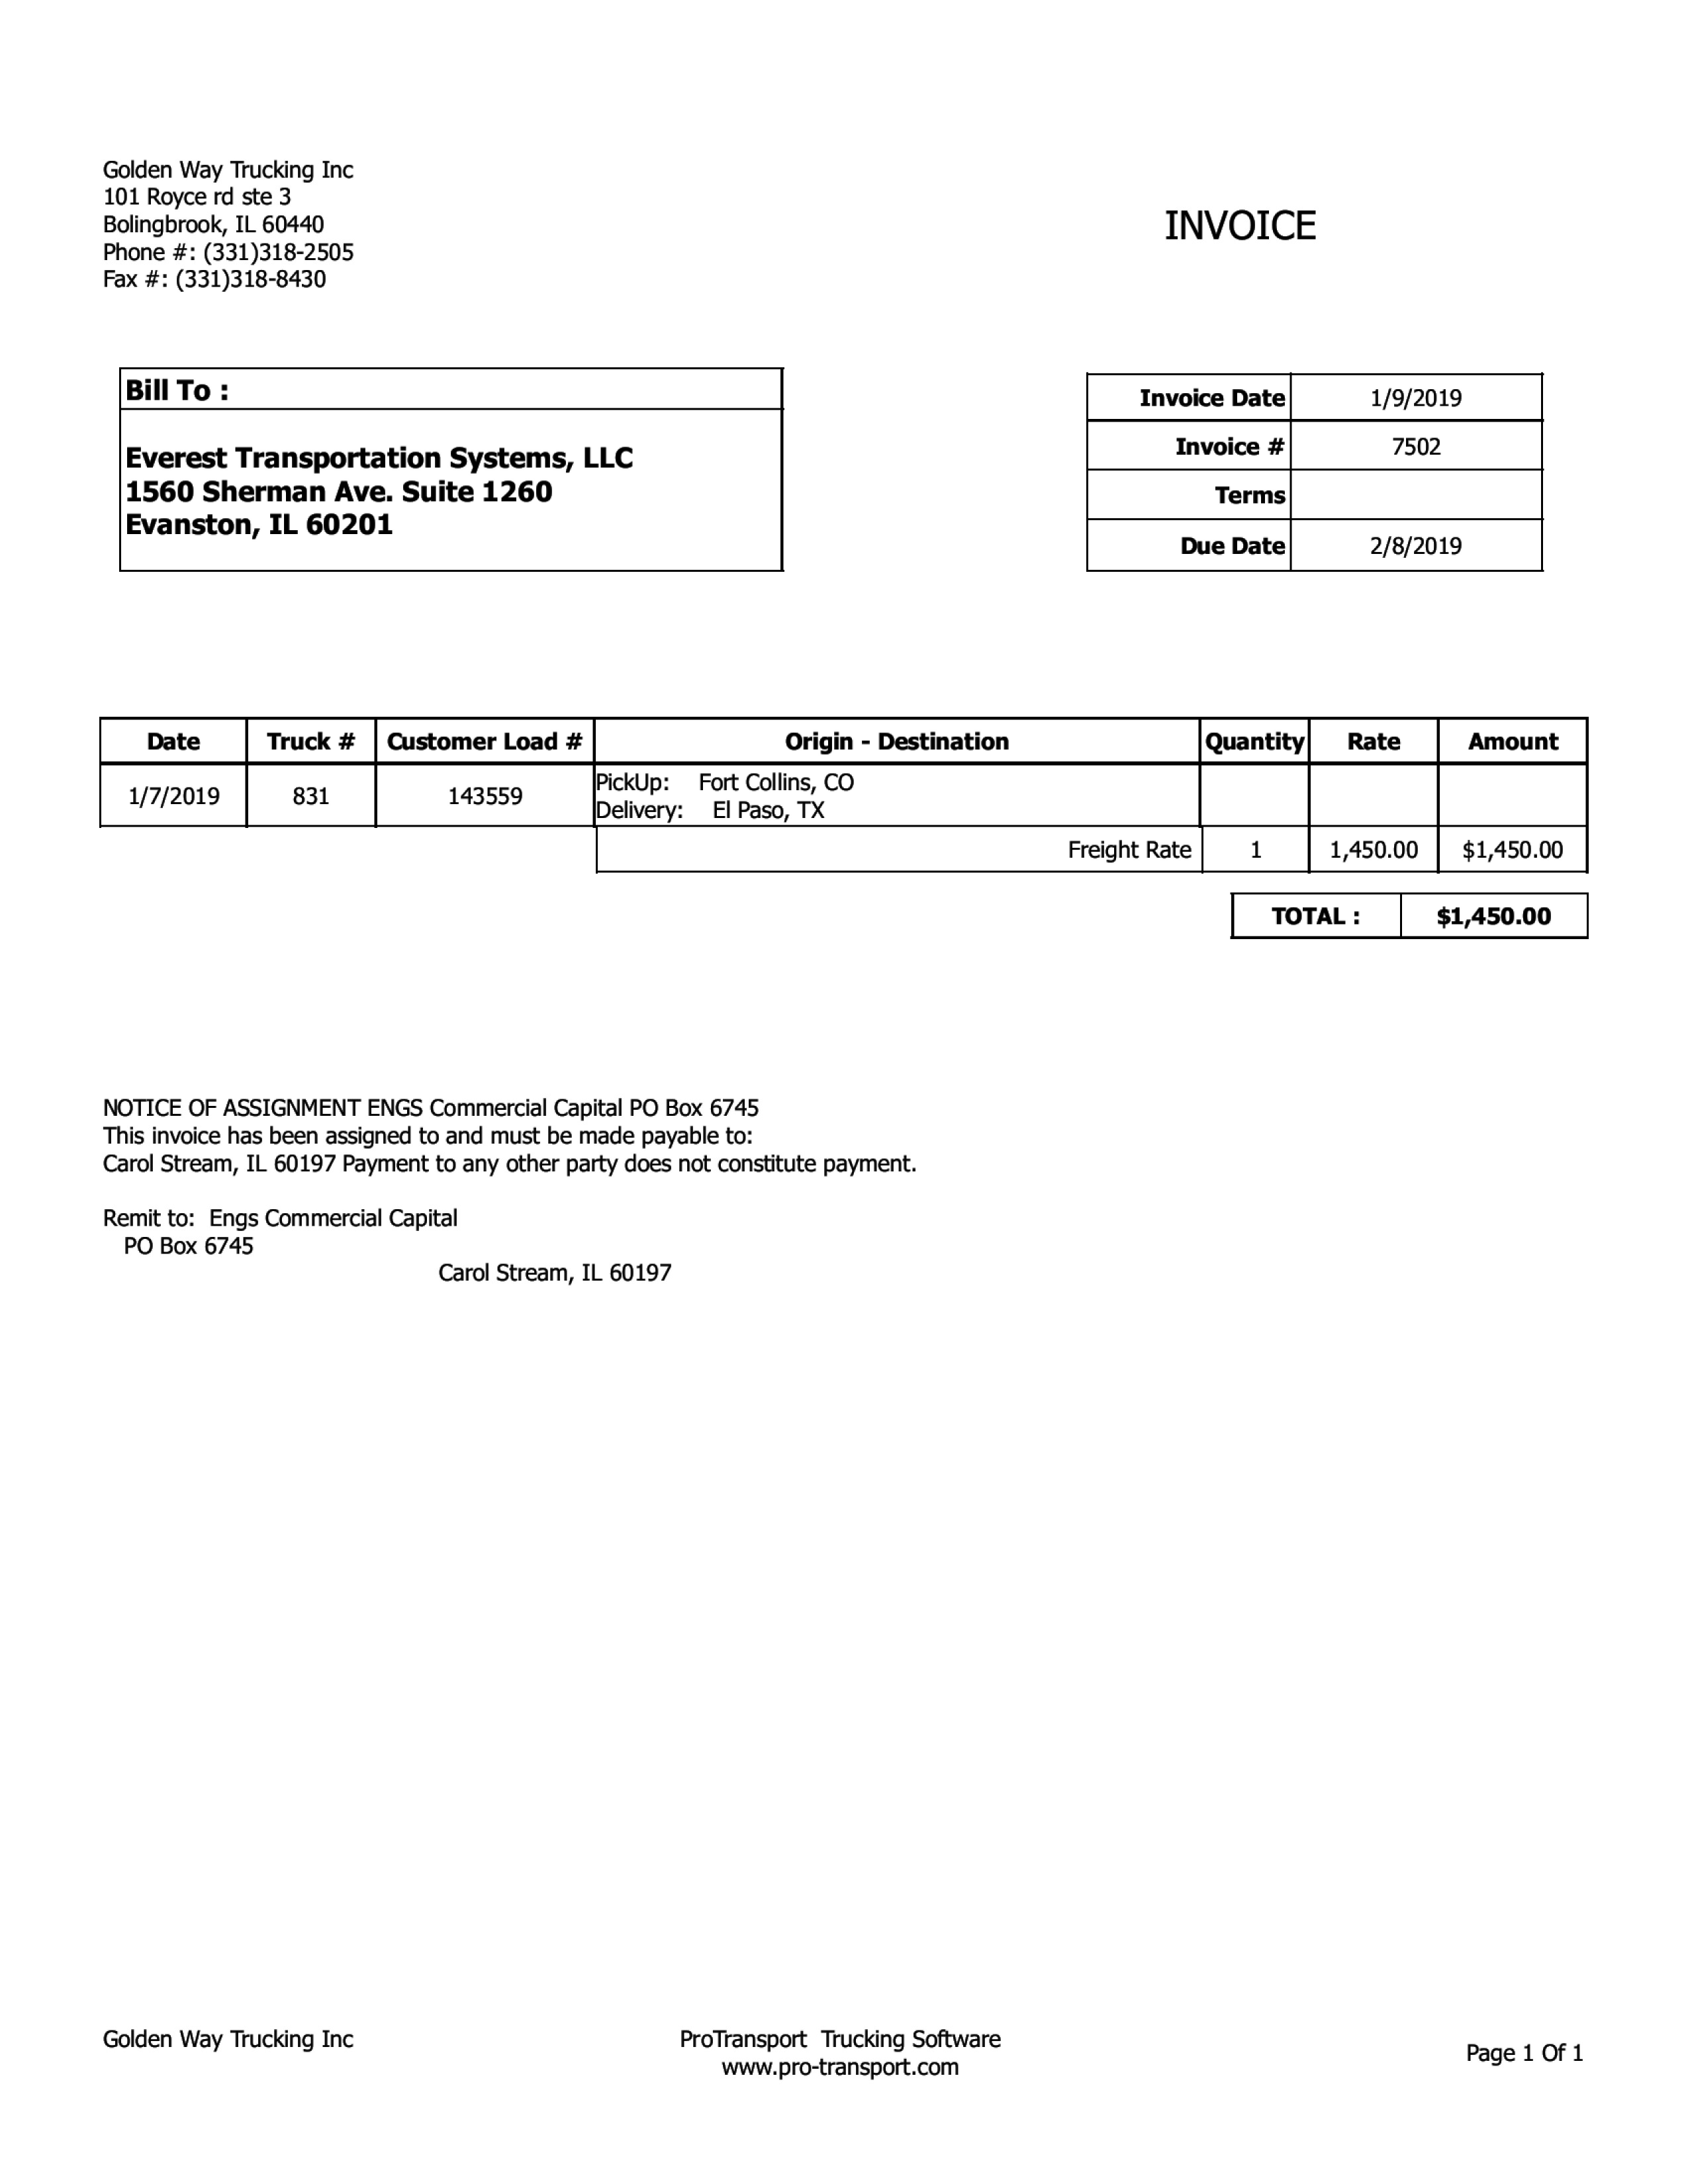 Golden Way Trucking Inc
101 Royce rd ste 3
Bolingbrook, IL 60440
Phone #: (331)318-2505
Fax #: (331)318-8430
INVOICE
Bill To :
Everest Transportation Systems, LLC
1560 Sherman Ave. Suite 1260
Evanston, IL 60201
Invoice Date 1/9/2019
Invoice # 7502
Terms
Due Date 2/8/2019
Date Truck # Customer Load # Origin - Destination Quantity Rate Amount
1/7/2019 831 143559 PickUp: Fort Collins, CO
Delivery: El Paso, TX
Freight Rate 1 1,450.00 $1,450.00
TOTAL : $1,450.00
NOTICE OF ASSIGNMENT ENGS Commercial Capital PO Box 6745
This invoice has been assigned to and must be made payable to:
Carol Stream, IL 60197 Payment to any other party does not constitute payment.
Remit to: Engs Commercial Capital
PO Box 6745
Carol Stream, IL 60197
Golden Way Trucking Inc
ProTransport Trucking Software
www.pro-transport.com
Page 1 Of 1